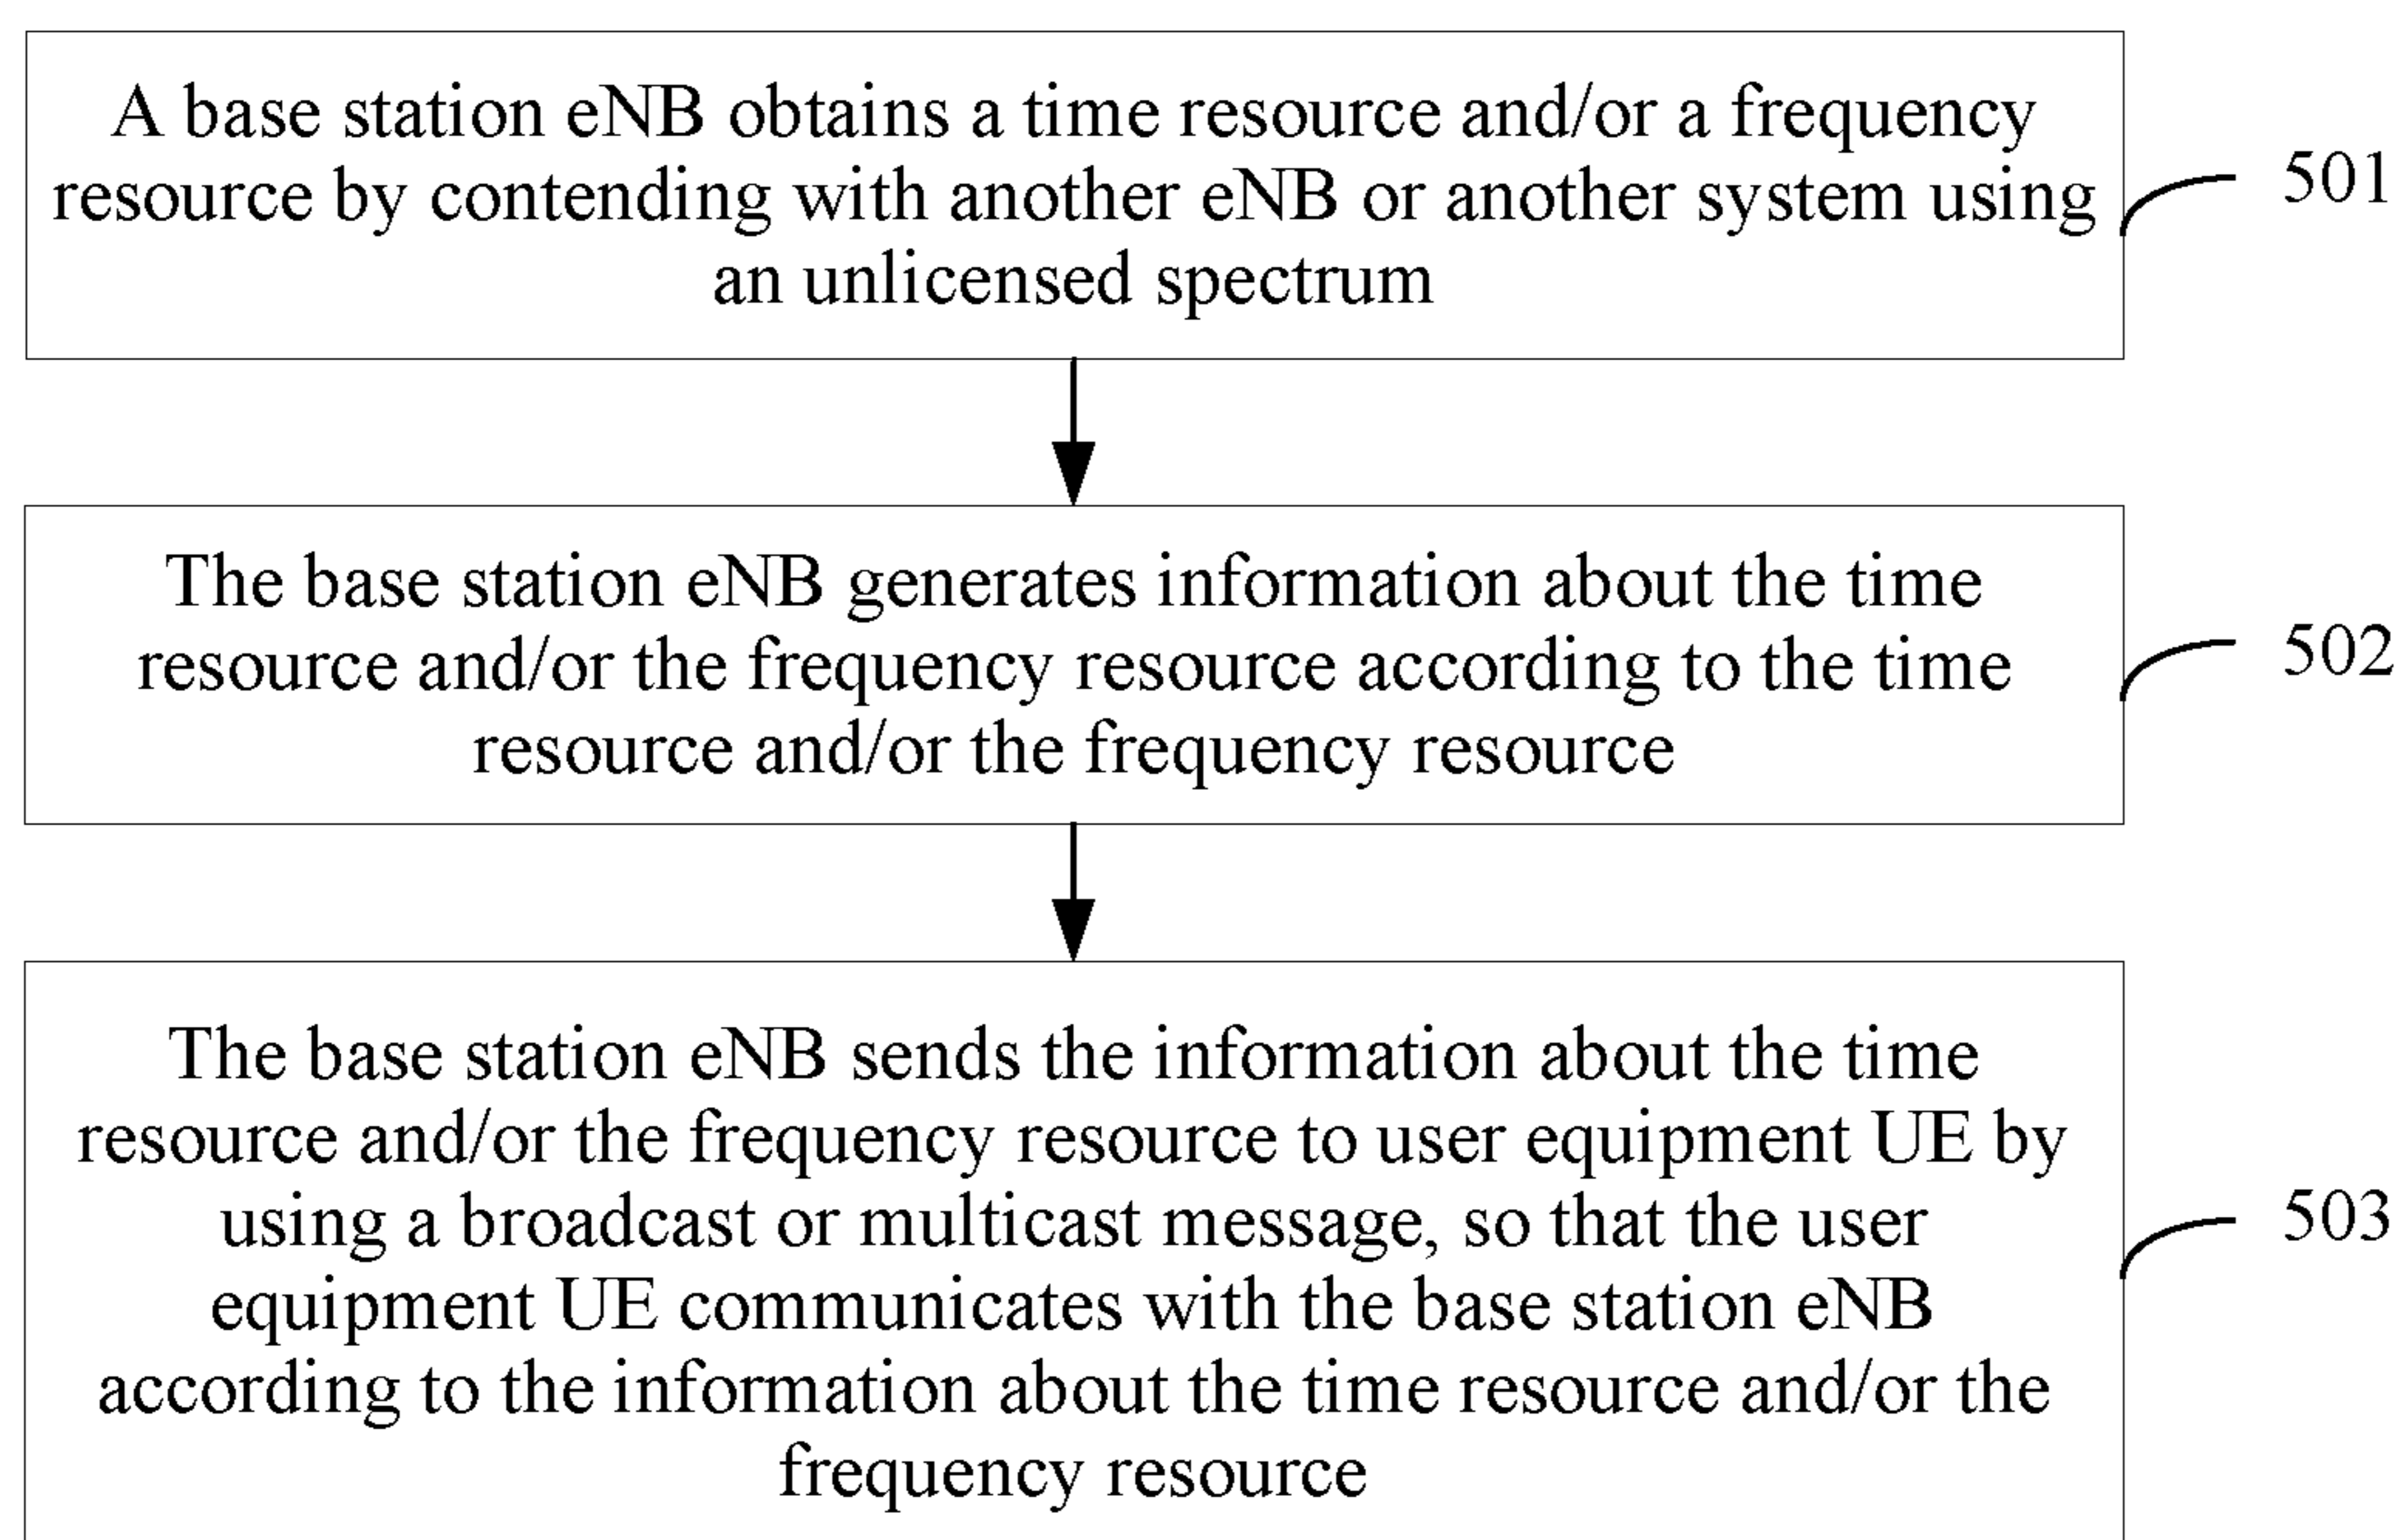 A base station eNB obtains a time resource and/or a frequency
resource by contending with another eNB or another system using
an unlicensed spectrum
501
The base station eNB generates information about the time
resource and/or the frequency resource according to the time
resource and/or the frequency resource
502
The base station eNB sends the information about the time
resource and/or the frequency resource to user equipment UE by
using a broadcast or multicast message, so that the user
equipment UE communicates with the base station eNB
according to the information about the time resource and/or the
frequency resource
503